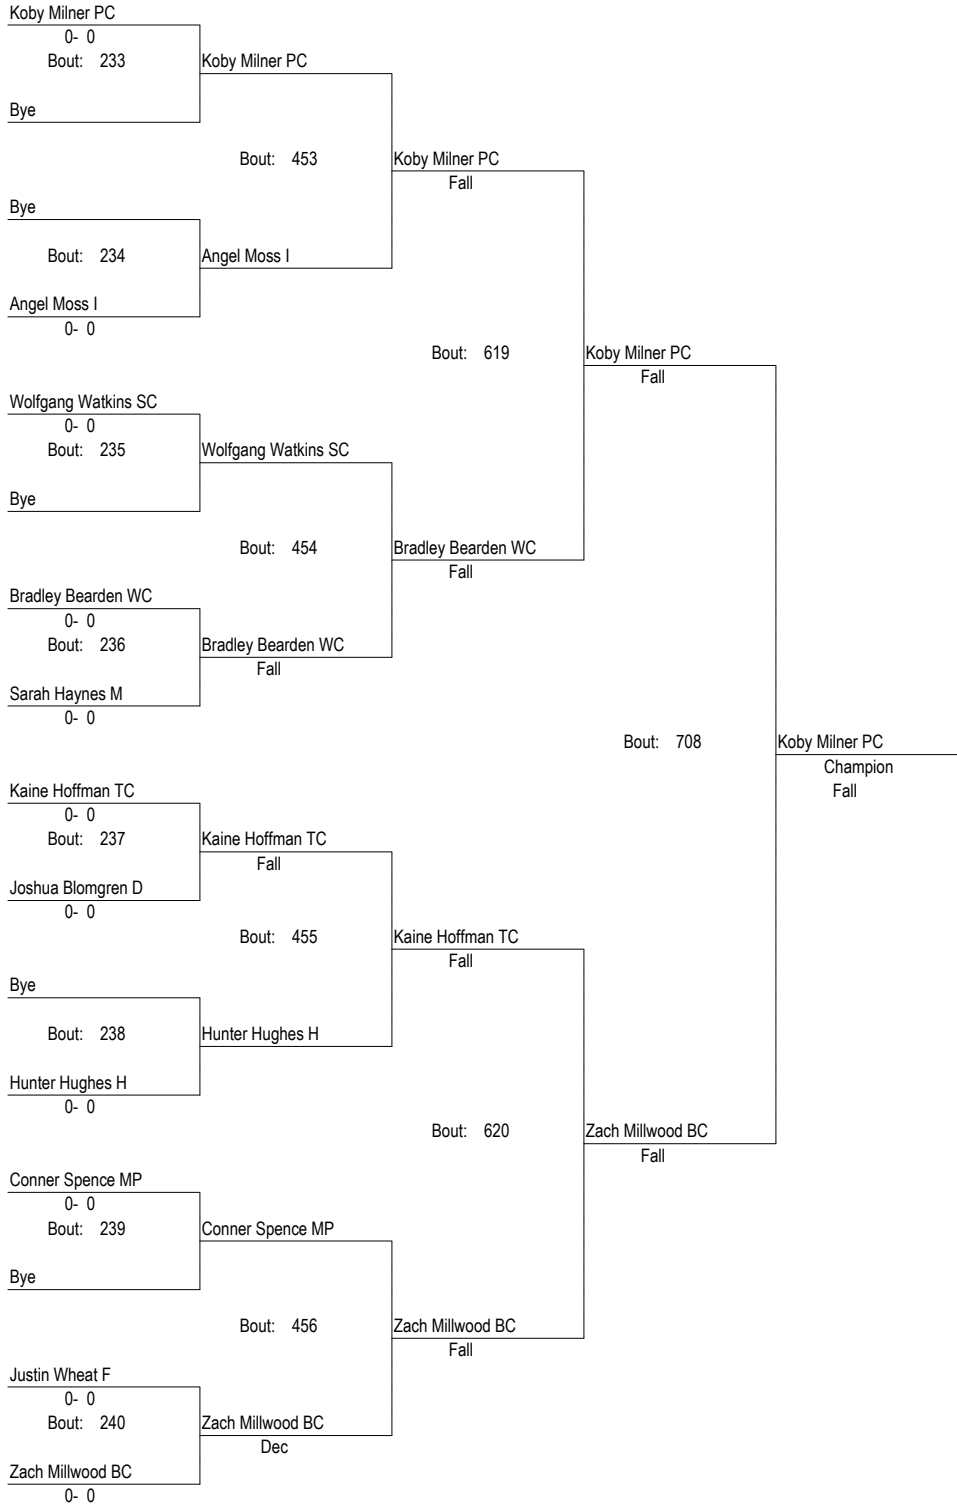 Koby Milner PC
0- 0
Bout: 233
Koby Milner PC
Bye
Bout: 453
Koby Milner PC
Fall
Bye
Bout: 234
Angel Moss I
Angel Moss I
0- 0
Bout: 619
Koby Milner PC
Fall
Wolfgang Watkins SC
0- 0
Bout: 235
Wolfgang Watkins SC
Bye
Bout: 454
Bradley Bearden WC
Fall
Bradley Bearden WC
0- 0
Bout: 236
Bradley Bearden WC
Fall
Sarah Haynes M
0- 0
Bout: 708
Koby Milner PC
Champion
Fall
Kaine Hoffman TC
0- 0
Bout: 237
Kaine Hoffman TC
Fall
Joshua Blomgren D
0- 0
Bout: 455
Kaine Hoffman TC
Fall
Bye
Bout: 238
Hunter Hughes H
Hunter Hughes H
0- 0
Bout: 620
Zach Millwood BC
Fall
Conner Spence MP
0- 0
Bout: 239
Conner Spence MP
Bye
Bout: 456
Zach Millwood BC
Fall
Justin Wheat F
0- 0
Bout: 240
Zach Millwood BC
Dec
Zach Millwood BC
0- 0